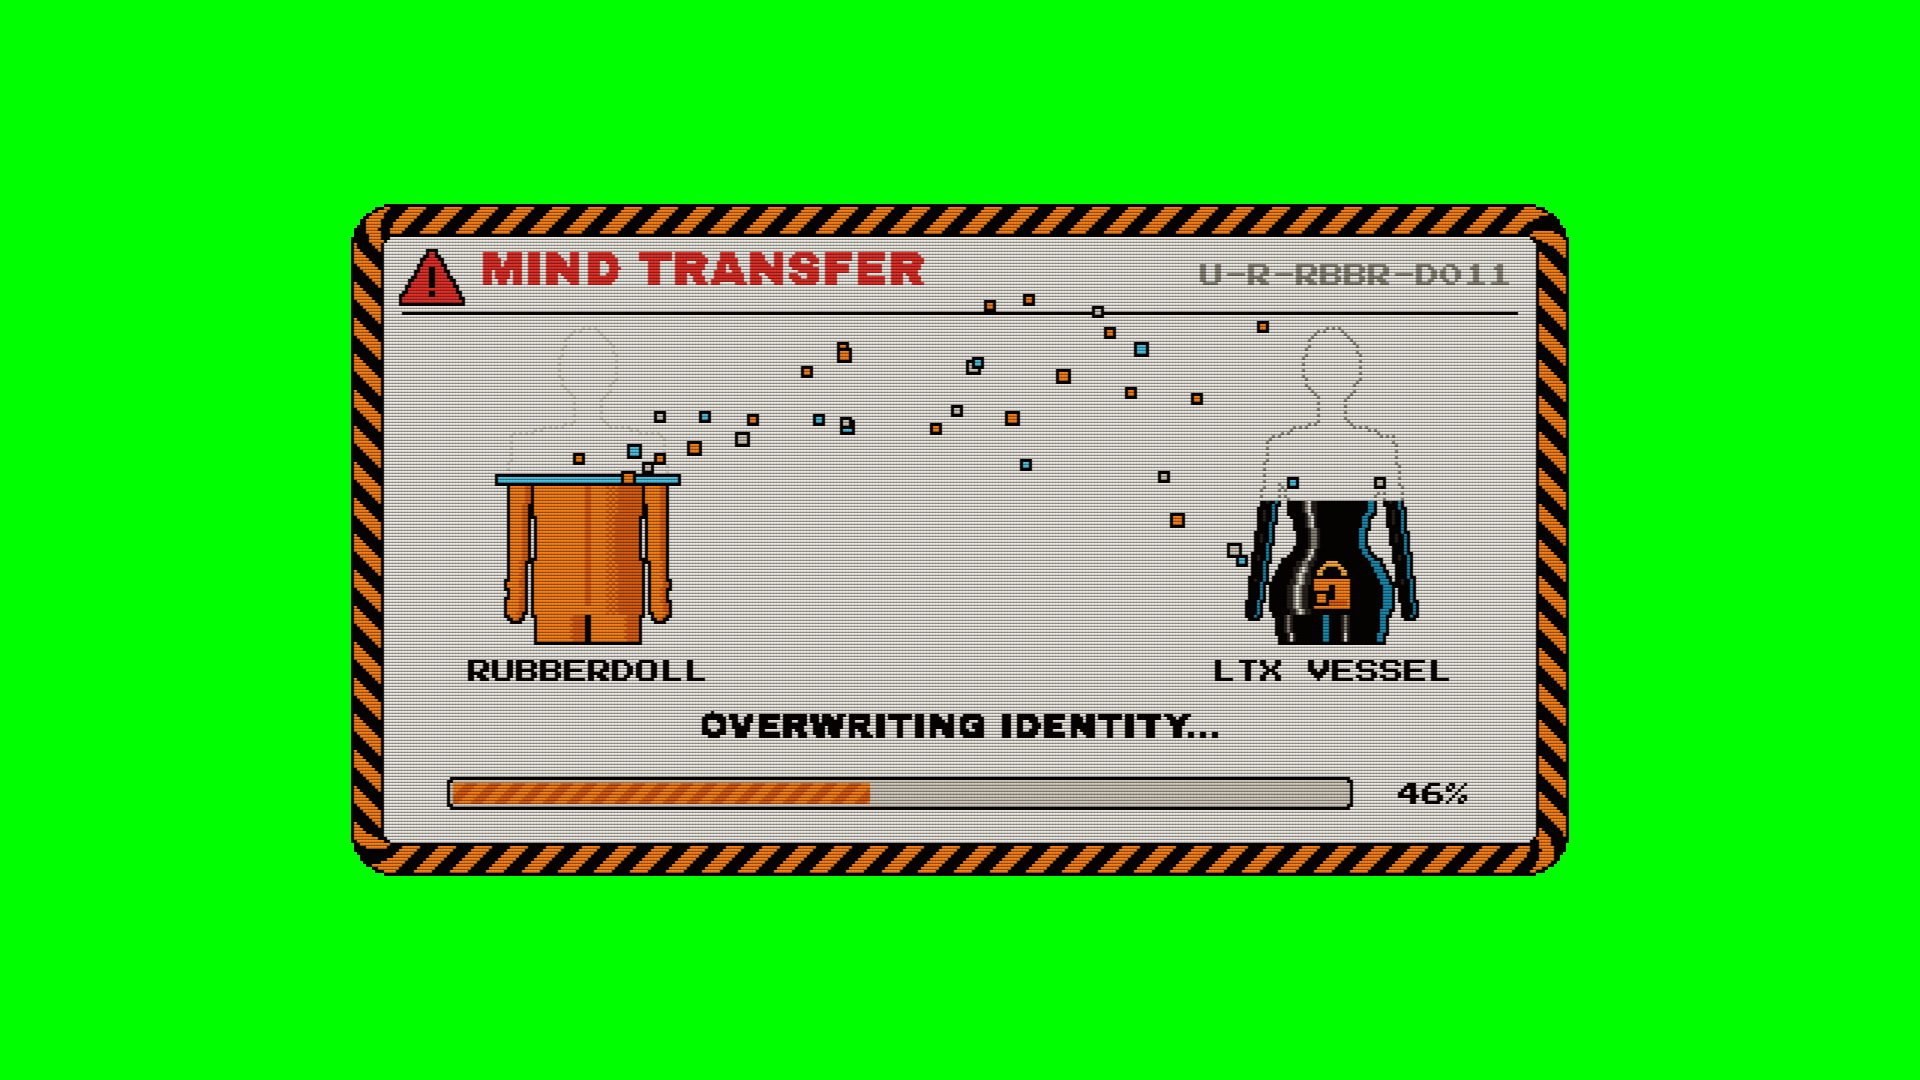 MIND TRANSFER
U-R-RBBR-D011
RUBBERDOLL
LTX VESSEL
OVERWRITING IDENTITY...
46%